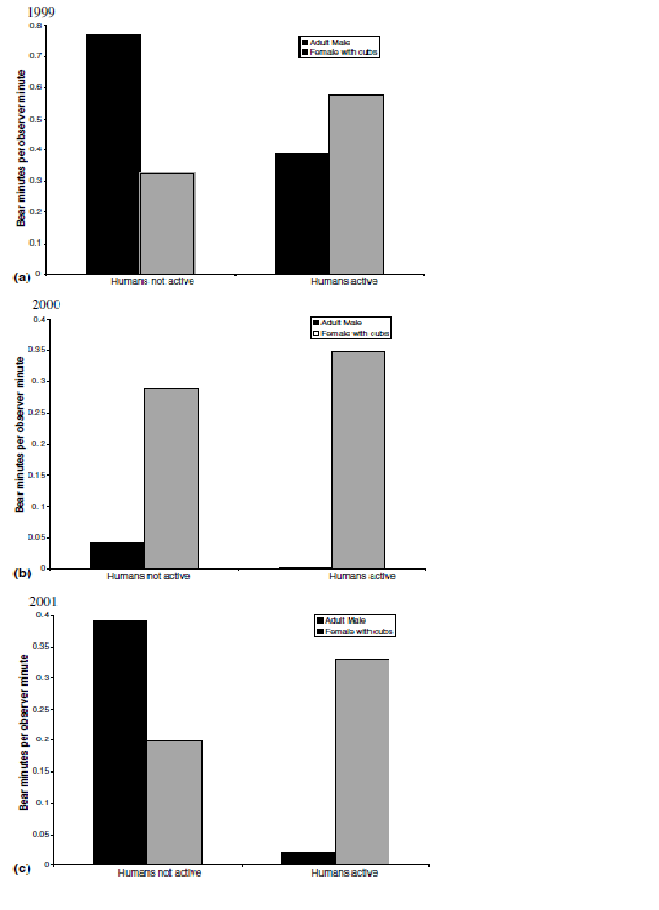 1999
0.8
Adult Male
Female with cubs
0.7
0.6
0.5
0.4
0.3
0.2
0.1
0
Bear minutes per observer minute
(a)
Humans not active
Humans active
2000
0.4
Adult Male
Female with cubs
0.35
0.3
0.25
0.2
0.15
0.1
0.05
0
Bear minutes per observer minute
(b)
Humans not active
Humans active
2001
0.4
Adult Male
Female with cubs
0.35
0.3
0.25
0.2
0.15
0.1
0.05
0
Bear minutes per observer minute
(c)
Humans not active
Humans active